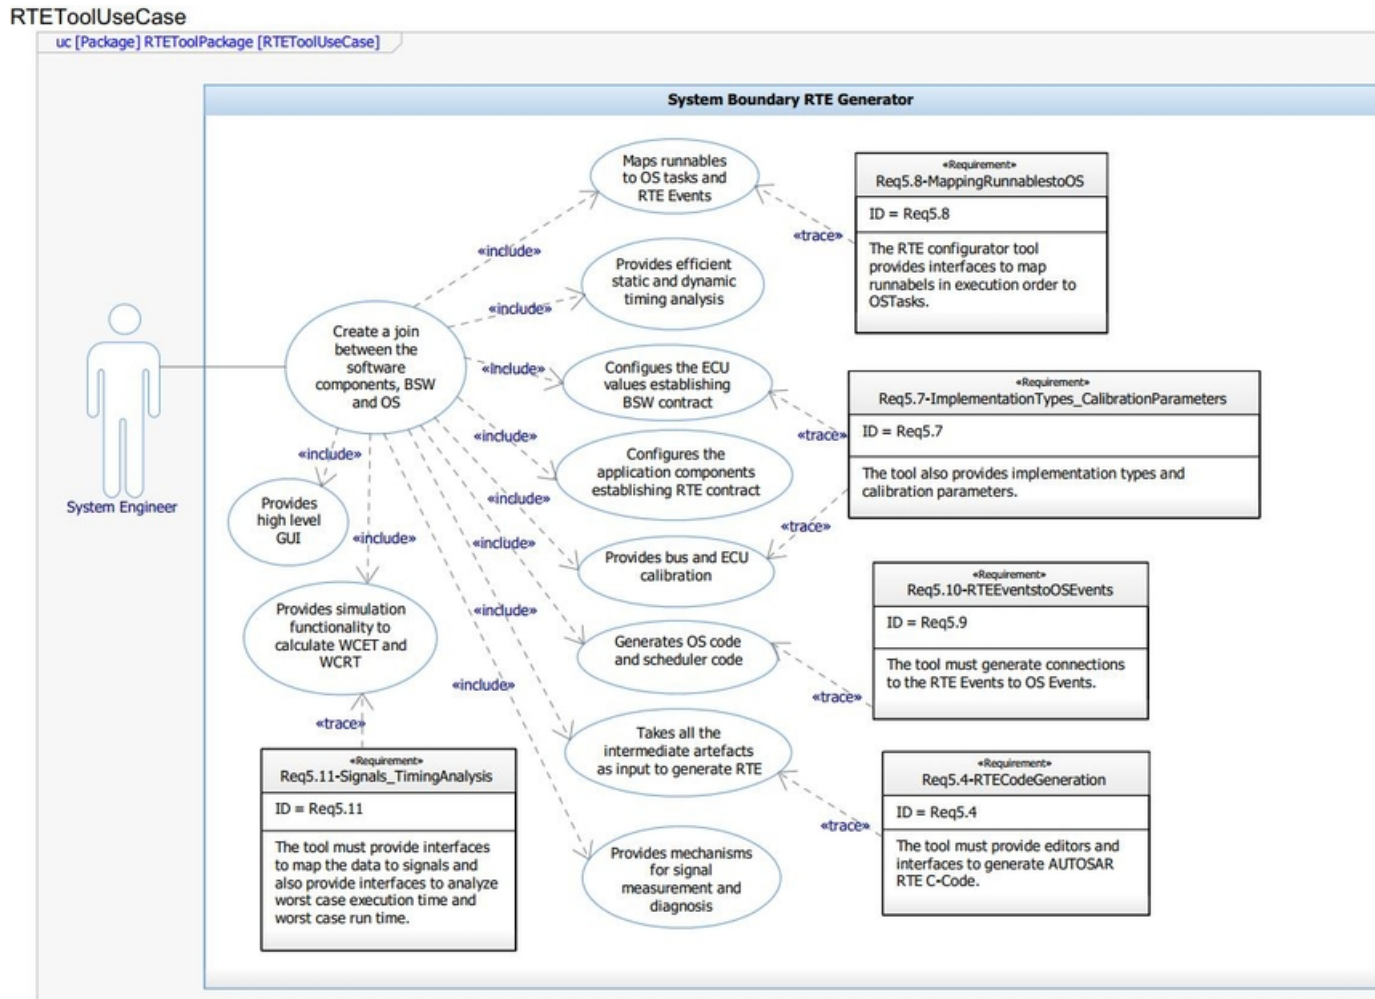 RTEToolUseCase
uc [Package] RTEToolPackage [RTEToolUseCase]
System Boundary RTE Generator
Maps runnables
to OS tasks and
RTE Events
«Requirement»
Req5.8-MappingRunnablestoOS
ID = Req5.8
The RTE configurator tool
provides interfaces to map
runnabels in execution order to
OSTasks.
«trace»
«include»
Provides efficient
static and dynamic
timing analysis
«include»
Create a join
between the
software
components, BSW
and OS
«include»
Configues the ECU
values establishing
BSW contract
«Requirement»
Req5.7-ImplementationTypes_CalibrationParameters
ID = Req5.7
The tool also provides implementation types and
calibration parameters.
«trace»
«include»
Configures the
application components
establishing RTE contract
System Engineer
«include»
Provides
high level
GUI
«include»
«trace»
Provides bus and ECU
calibration
«include»
«include»
Provides simulation
functionality to
calculate WCET and
WCRT
«include»
Generates OS code
and scheduler code
«Requirement»
Req5.10-RTEEventstoOSEvents
ID = Req5.9
The tool must generate connections
to the RTE Events to OS Events.
«trace»
«include»
«trace»
Takes all the
intermediate artefacts
as input to generate RTE
«Requirement»
Req5.11-Signals_TimingAnalysis
ID = Req5.11
The tool must provide interfaces
to map the data to signals and
also provide interfaces to analyze
worst case execution time and
worst case run time.
«Requirement»
Req5.4-RTECodeGeneration
ID = Req5.4
The tool must provide editors and
interfaces to generate AUTOSAR
RTE C-Code.
«trace»
Provides mechanisms
for signal
measurement and
diagnosis